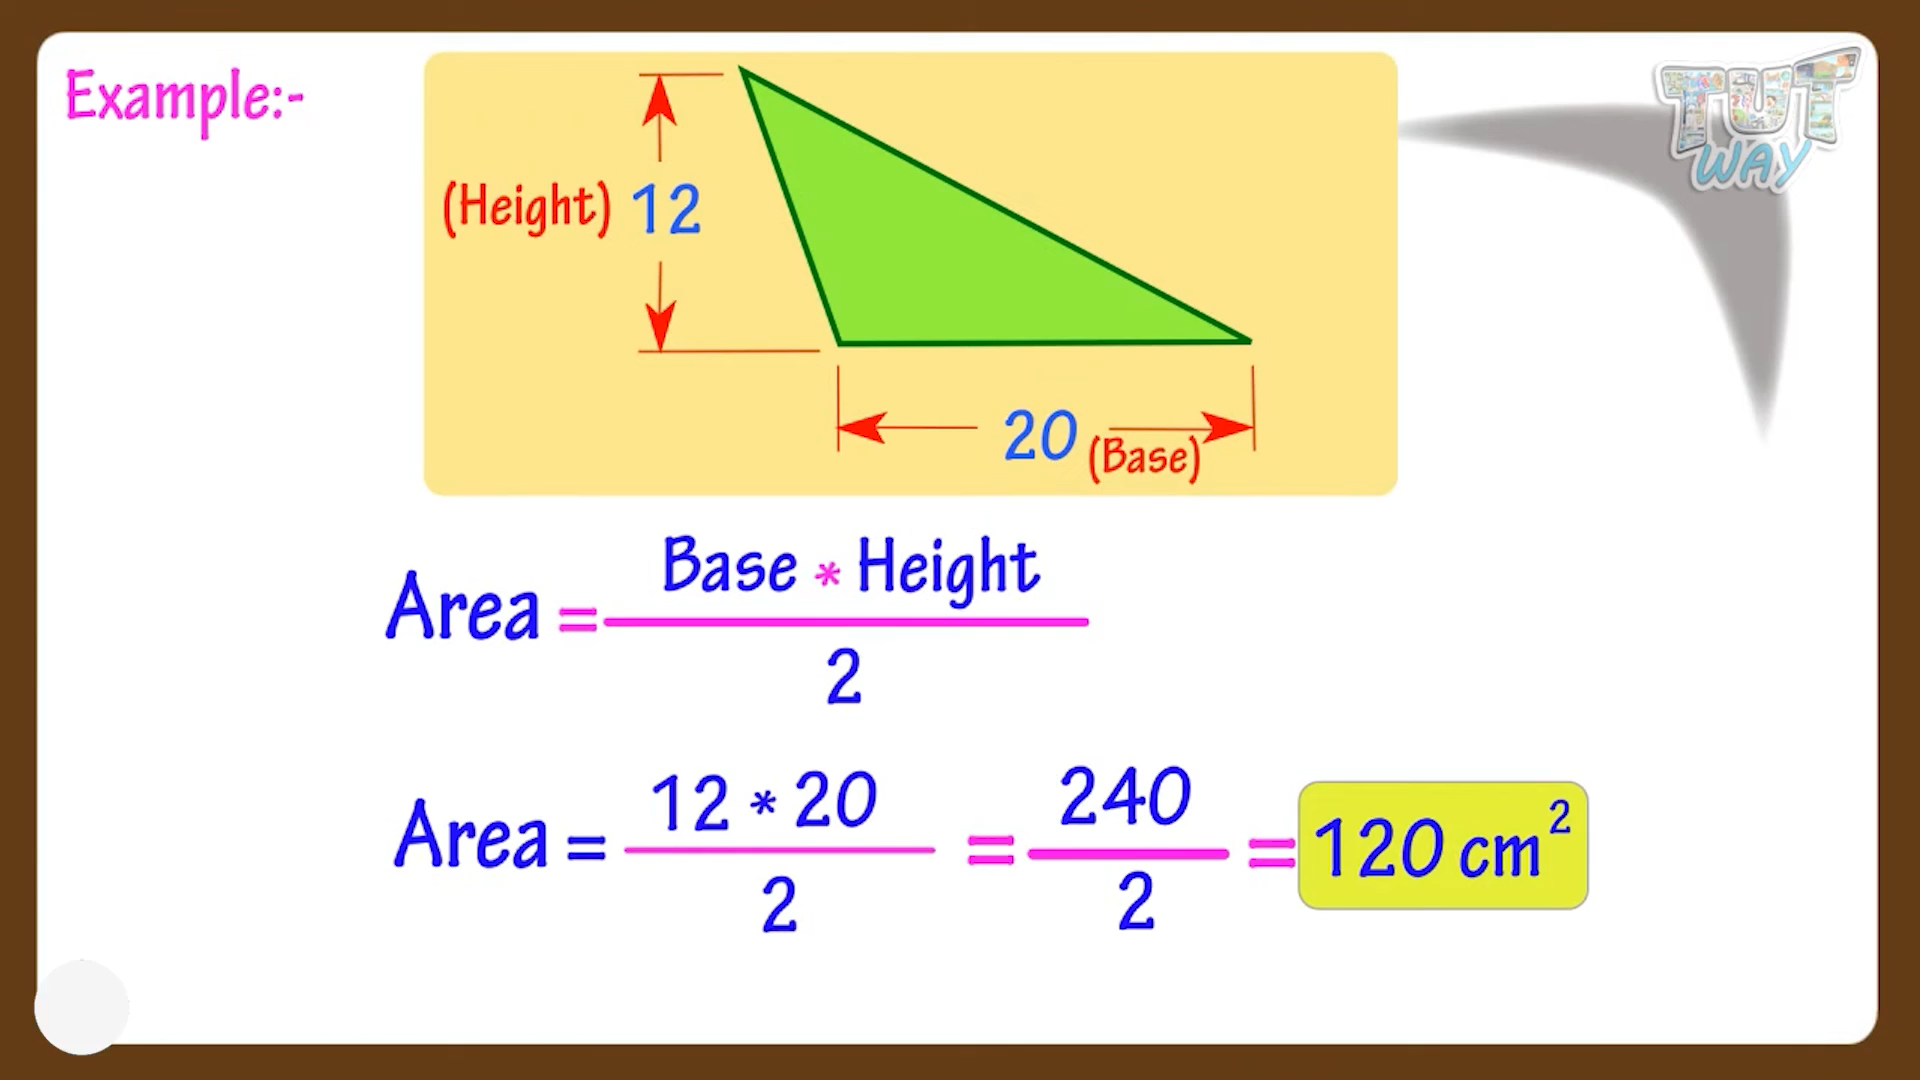 Example:-
TUT
WAY
(Height) 12
20 (Base)
Area = Base * Height
2
Area = 12 * 20 = 240 = 120 cm²
2 2